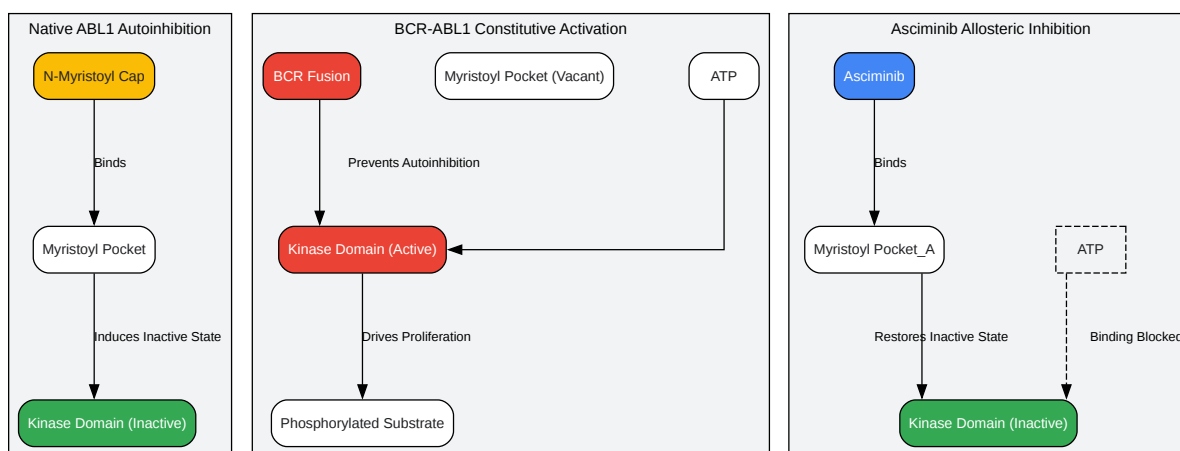 Native ABL1 Autoinhibition
N-Myristoyl Cap
Binds
Myristoyl Pocket
Induces Inactive State
Kinase Domain (Inactive)
BCR-ABL1 Constitutive Activation
BCR Fusion
Myristoyl Pocket (Vacant)
ATP
Prevents Autoinhibition
Kinase Domain (Active)
Drives Proliferation
Phosphorylated Substrate
Asciminib Allosteric Inhibition
Asciminib
Binds
Myristoyl Pocket_A
ATP
Restores Inactive State
Binding Blocked
Kinase Domain (Inactive)